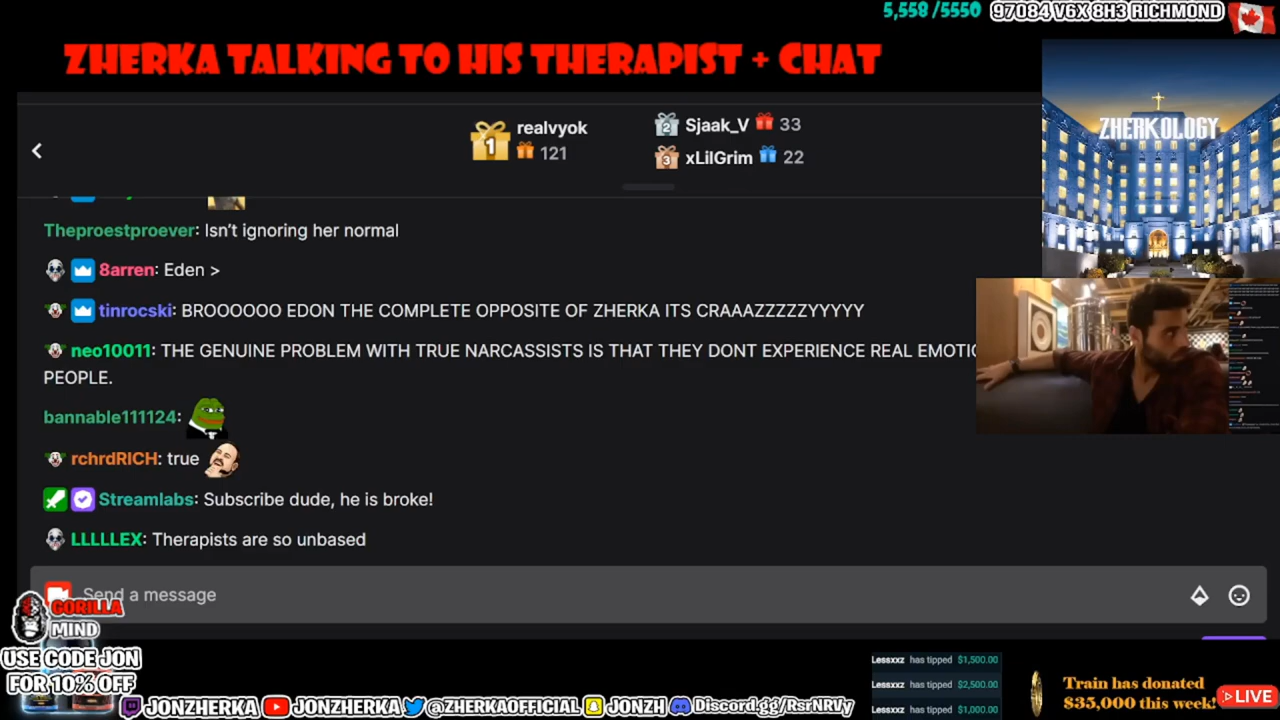 5,558 /5550
97084 V6X 8H3 RICHMOND
ZHERKA TALKING TO HIS THERAPIST + CHAT
ZHERKOLOGY
1 realvyok
121
2 Sjaak_V 33
3 xLilGrim 22
Theproestproever: Isn't ignoring her normal
8arren: Eden >
tinrocski: BROOOOOO EDON THE COMPLETE OPPOSITE OF ZHERKA ITS CRAAAZZZZZYYYYY
neo10011: THE GENUINE PROBLEM WITH TRUE NARCASSISTS IS THAT THEY DONT EXPERIENCE REAL EMOTIO
PEOPLE.
bannable111124:
rchrdRICH: true
Streamlabs: Subscribe dude, he is broke!
LLLLLEX: Therapists are so unbased
Send a message
GORILLA
MIND
USE CODE JON
FOR 10% OFF
JONZHERKA JONZHERKA @ZHERKAOFFICIAL JONZH Discord.gg/RsrNRVy
Lessxxz has tipped $1,500.00
Lessxxz has tipped $2,500.00
Lessxxz has tipped $1,000.00
Train has donated
$35,000 this week!
LIVE